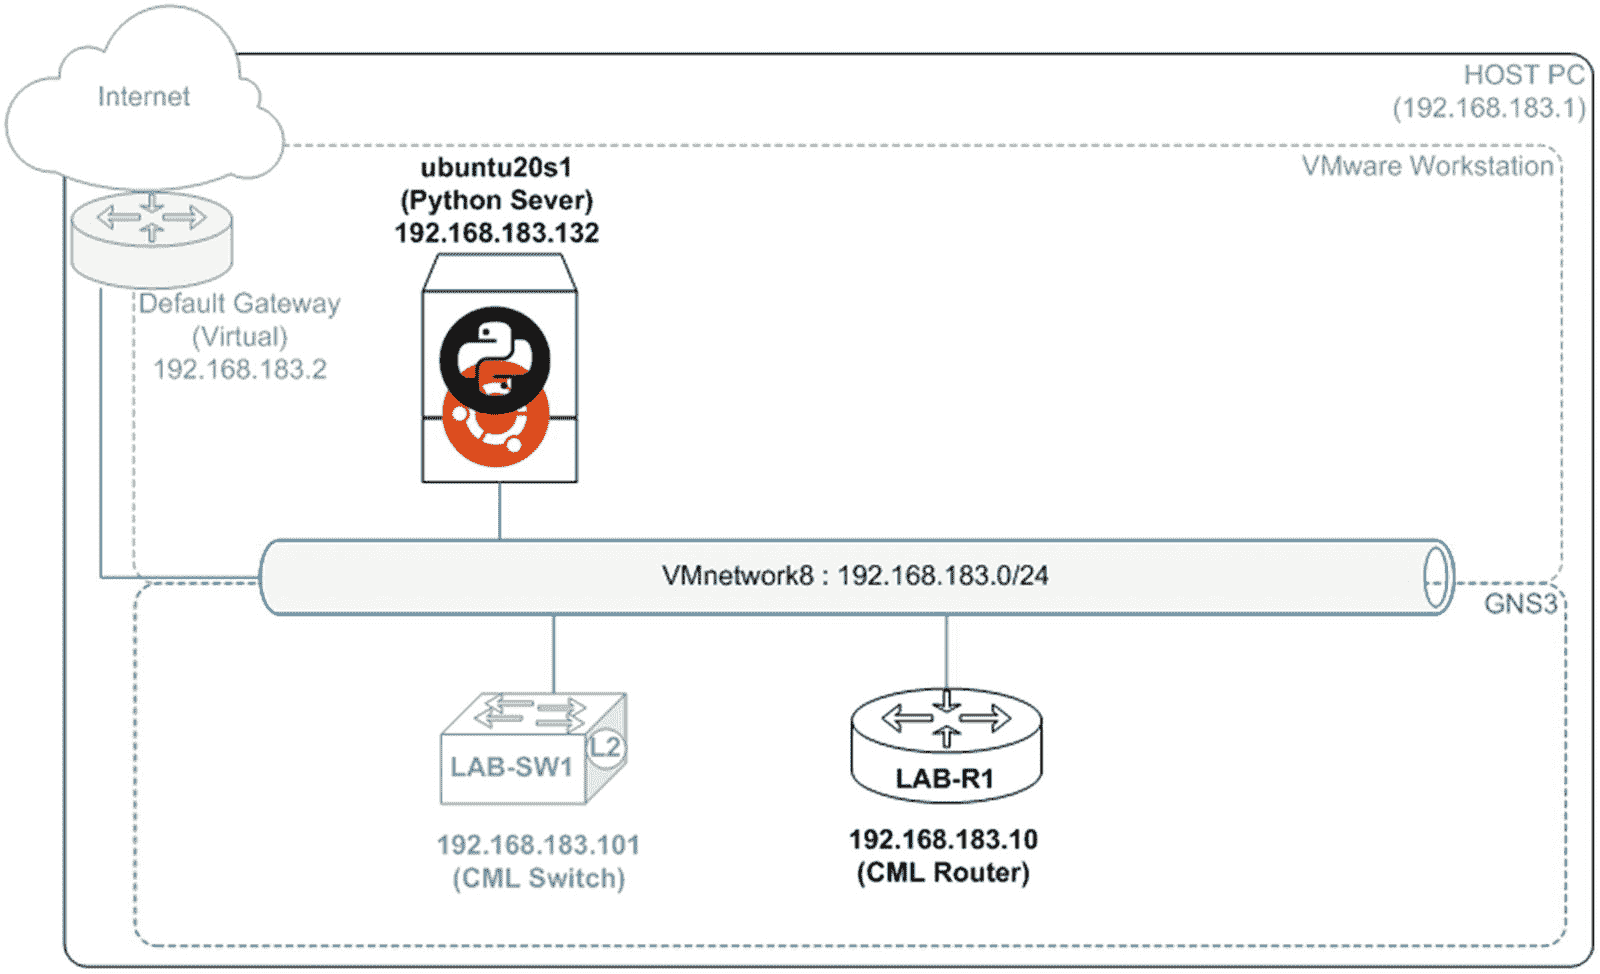 Internet
HOST PC
(192.168.183.1)
VMware Workstation
ubuntu20s1
(Python Sever)
192.168.183.132
Default Gateway
(Virtual)
192.168.183.2
VMnetwork8 : 192.168.183.0/24
GNS3
L2
LAB-SW1
LAB-R1
192.168.183.101
(CML Switch)
192.168.183.10
(CML Router)